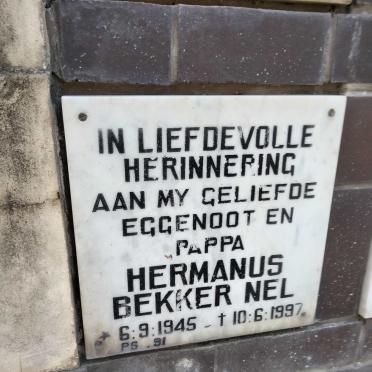 IN LIEFDEVOLLE
HERINNERING
AAN MY GELIEFDE
EGGENOOT EN
PAPPA
HERMANUS
BEKKER NEL
6·9·1945 - † 10·6·1997
PS. 91